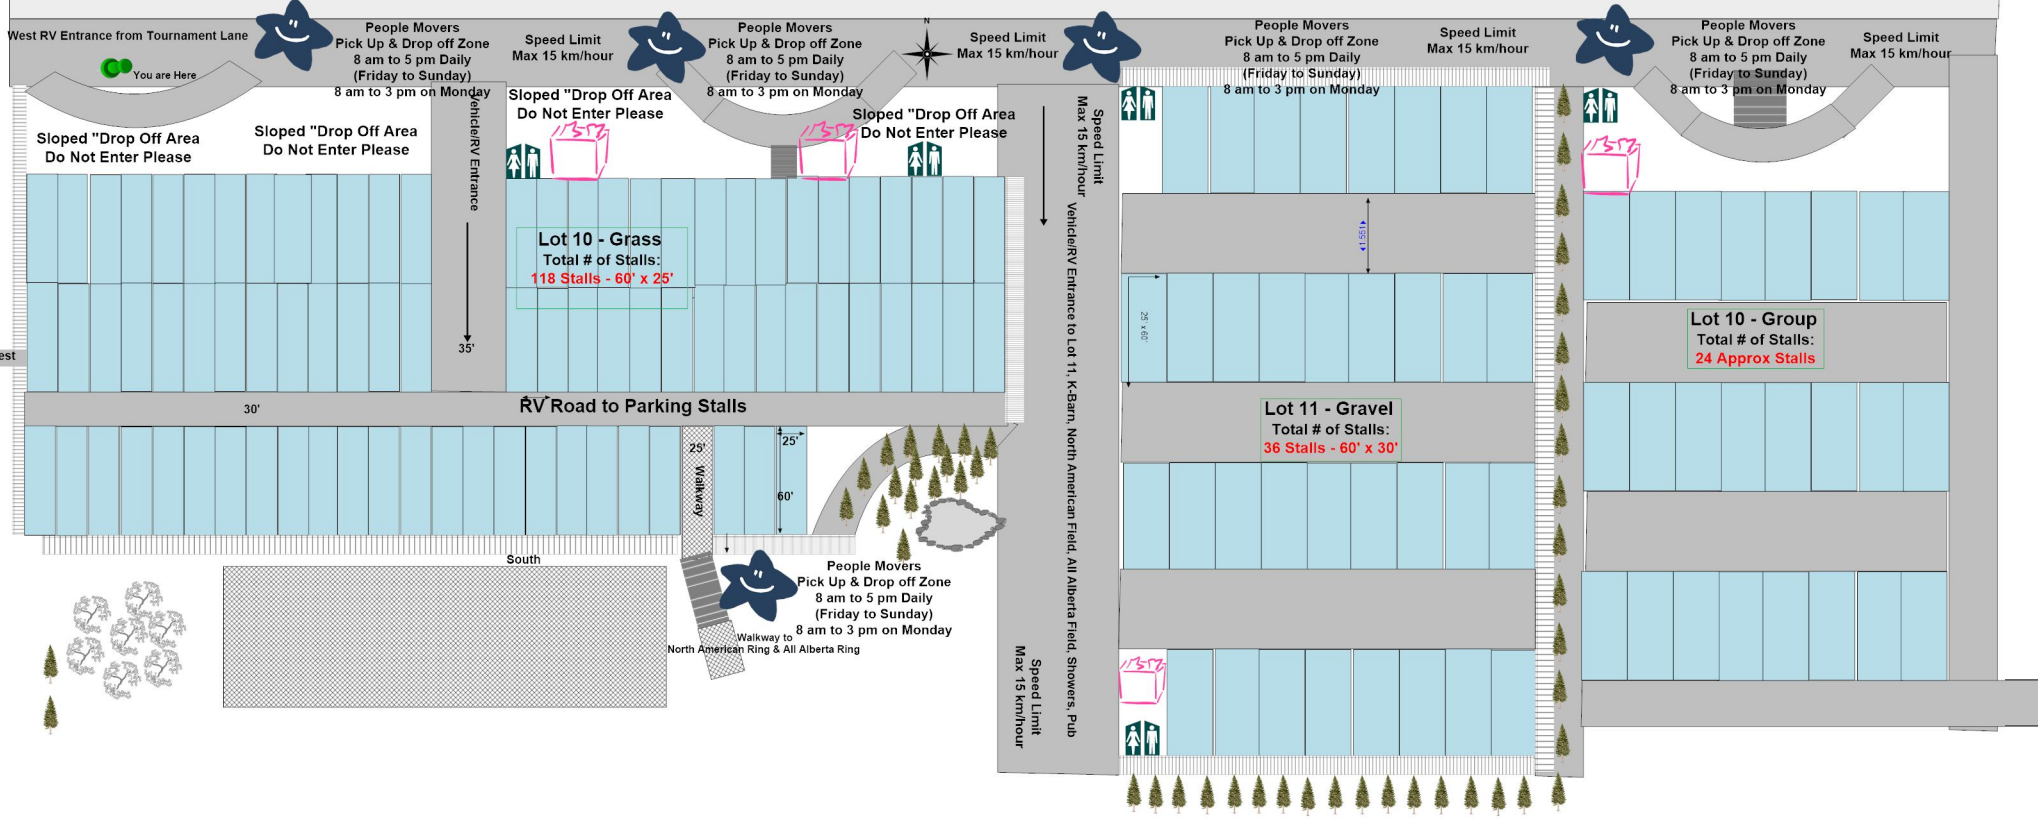 West RV Entrance from Tournament Lane
You are Here
People Movers
Pick Up & Drop off Zone
8 am to 5 pm Daily
(Friday to Sunday)
8 am to 3 pm on Monday
Speed Limit
Max 15 km/hour
People Movers
Pick Up & Drop off Zone
8 am to 5 pm Daily
(Friday to Sunday)
8 am to 3 pm on Monday
N
Speed Limit
Max 15 km/hour
People Movers
Pick Up & Drop off Zone
8 am to 5 pm Daily
(Friday to Sunday)
8 am to 3 pm on Monday
Speed Limit
Max 15 km/hour
People Movers
Pick Up & Drop off Zone
8 am to 5 pm Daily
(Friday to Sunday)
8 am to 3 pm on Monday
Speed Limit
Max 15 km/hour
Sloped "Drop Off Area
Do Not Enter Please
Sloped "Drop Off Area
Do Not Enter Please
Vehicle/RV Entrance
35'
Sloped "Drop Off Area
Do Not Enter Please
Sloped "Drop Off Area
Do Not Enter Please
Lot 10 - Grass
Total # of Stalls:
118 Stalls - 60' x 25'
est
30'
RV Road to Parking Stalls
25'
Walkway
25'
60'
South
People Movers
Pick Up & Drop off Zone
8 am to 5 pm Daily
(Friday to Sunday)
8 am to 3 pm on Monday
Walkway to
North American Ring & All Alberta Ring
Speed Limit
Max 15 km/hour
Vehicle/RV Entrance to Lot 11, K-Barn, North American Field, All Alberta Field, Showers, Pub
Speed Limit
Max 15 km/hour
25' x 60'
Lot 11 - Gravel
Total # of Stalls:
36 Stalls - 60' x 30'
Lot 10 - Group
Total # of Stalls:
24 Approx Stalls